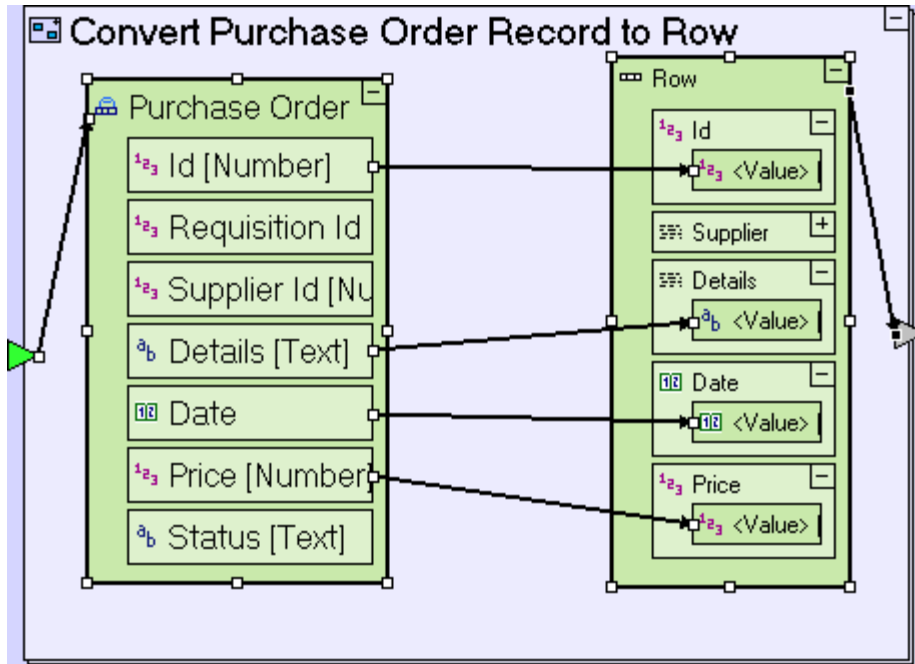 Convert Purchase Order Record to Row
Purchase Order
Id [Number]
Requisition Id
Supplier Id [Nu
Details [Text]
Date
Price [Number]
Status [Text]
Row
Id
<Value>
Supplier
Details
<Value>
Date
<Value>
Price
<Value>